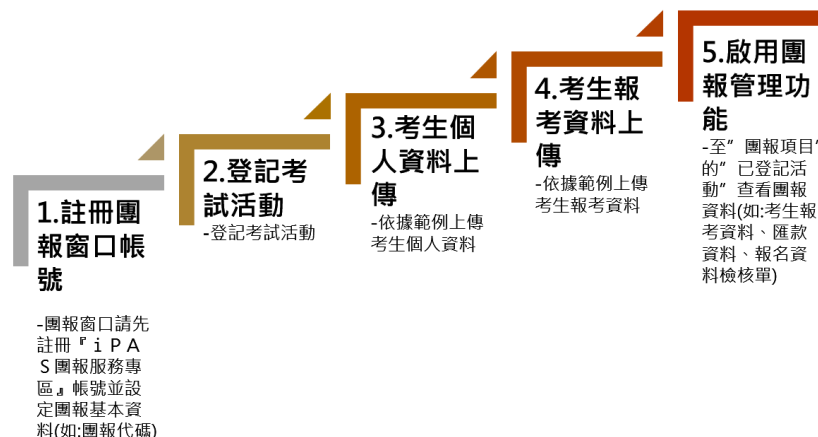 1.註冊團
報窗口帳
號
-團報窗口請先
註冊『ｉＰＡ
Ｓ團報服務專
區』帳號並設
定團報基本資
料(如:團報代碼)
2.登記考
試活動
-登記考試活動
3.考生個
人資料上
傳
-依據範例上傳
考生個人資料
4.考生報
考資料上
傳
-依據範例上傳
考生報考資料
5.啟用團
報管理功
能
-至”團報項目”
的”已登記活
動”查看團報
資料(如:考生報
考資料、匯款
資料、報名資
料檢核單)